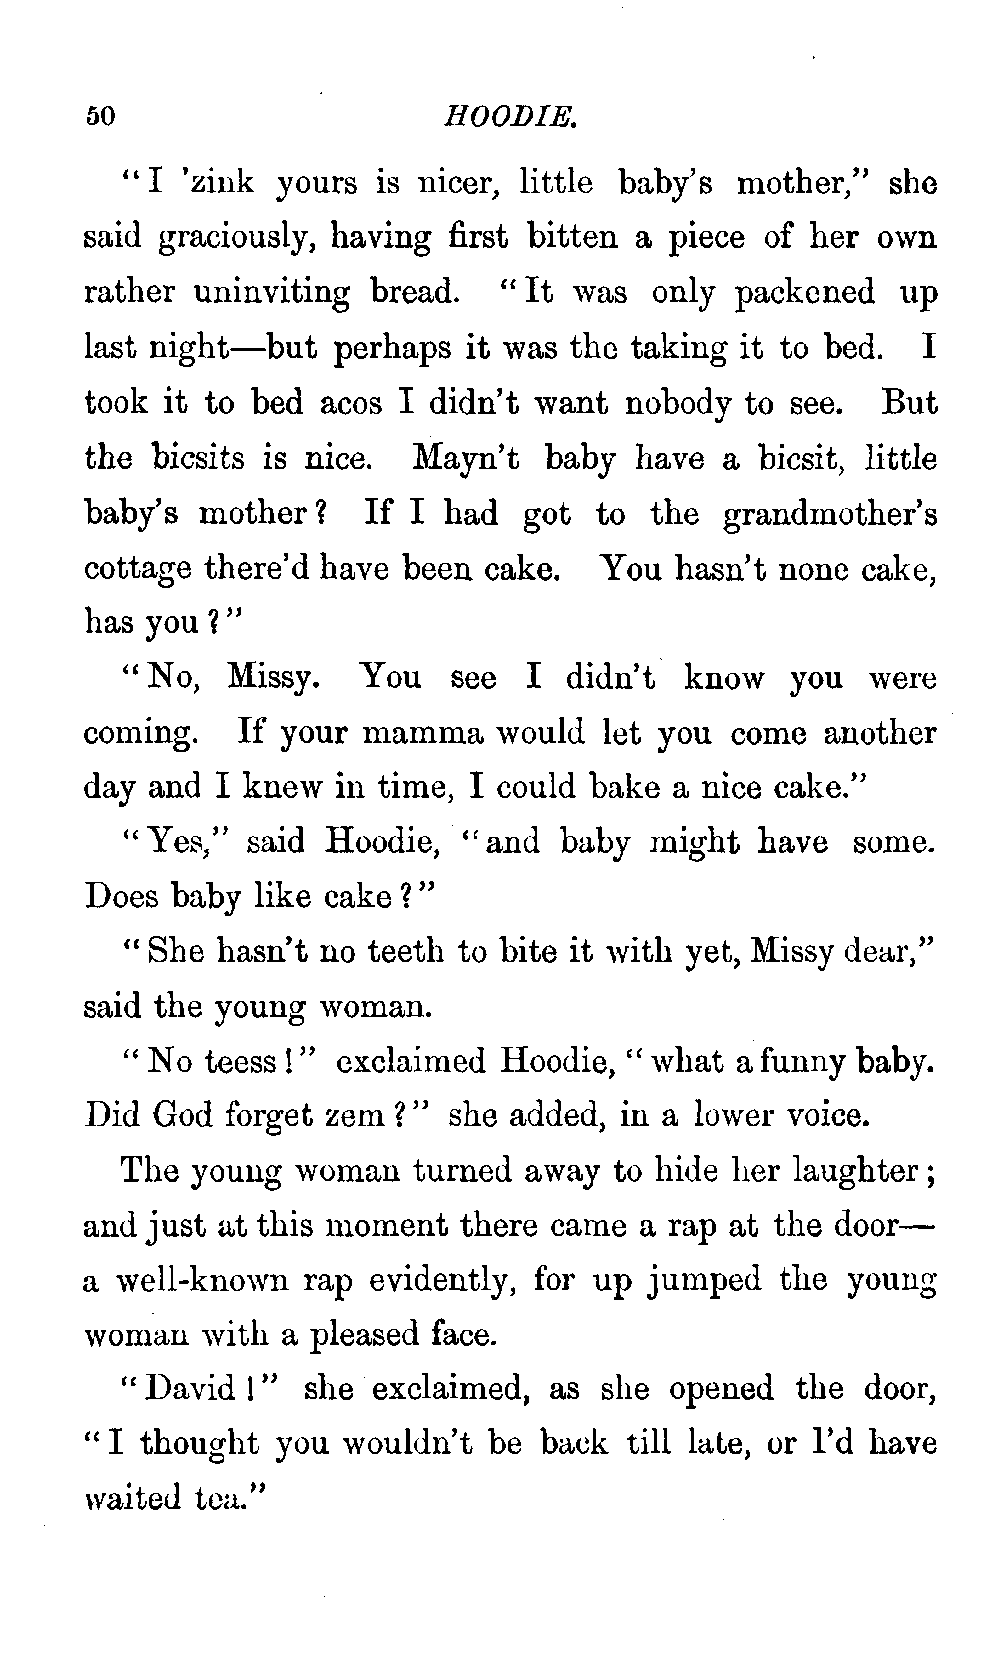 50 HOODIE.
"I 'zink yours is nicer, little baby's mother," she
said graciously, having first bitten a piece of her own
rather uninviting bread. "It was only packened up
last night—but perhaps it was the taking it to bed. I
took it to bed acos I didn't want nobody to see. But
the bicsits is nice. Mayn't baby have a bicsit, little
baby's mother? If I had got to the grandmother's
cottage there'd have been cake. You hasn't none cake,
has you?"
"No, Missy. You see I didn't know you were
coming. If your mamma would let you come another
day and I knew in time, I could bake a nice cake."
"Yes," said Hoodie, "and baby might have some.
Does baby like cake?"
"She hasn't no teeth to bite it with yet, Missy dear,"
said the young woman.
"No teess!" exclaimed Hoodie, "what a funny baby.
Did God forget zem?" she added, in a lower voice.
The young woman turned away to hide her laughter;
and just at this moment there came a rap at the door—
a well-known rap evidently, for up jumped the young
woman with a pleased face.
"David!" she exclaimed, as she opened the door,
"I thought you wouldn't be back till late, or I'd have
waited tea."